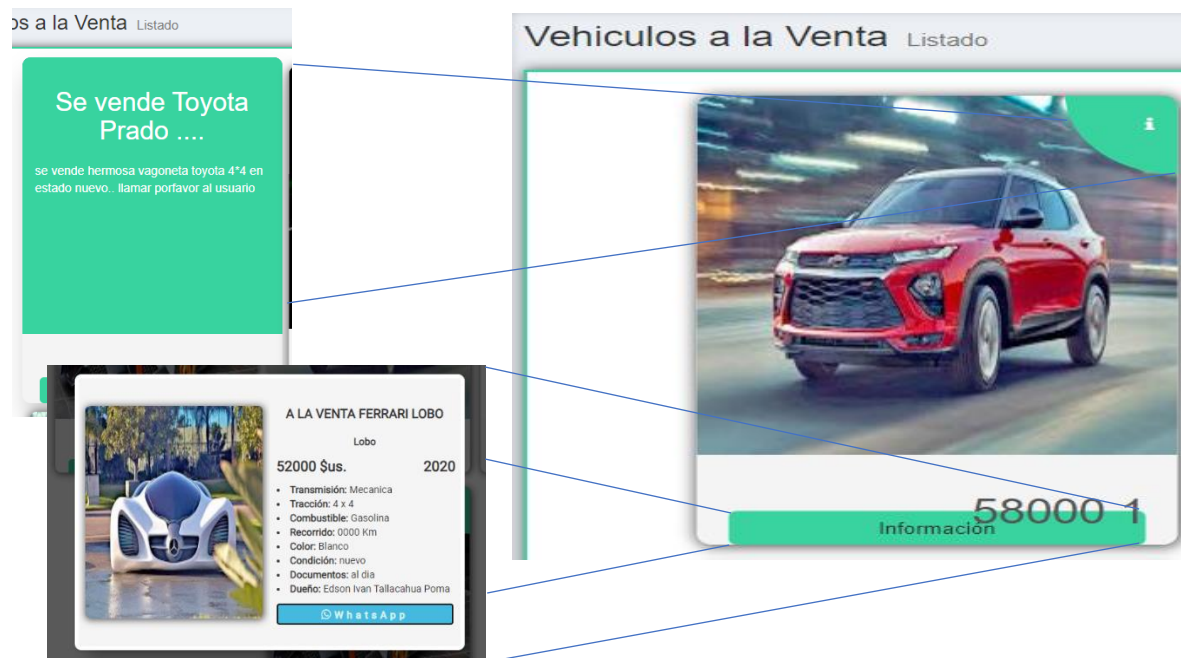 os a la Venta Listado
Se vende Toyota
Prado ....
se vende hermosa vagoneta toyota 4*4 en
estado nuevo.. llamar porfavor al usuario
A LA VENTA FERRARI LOBO
Lobo
52000 $us. 2020
• Transmisión: Mecanica
• Tracción: 4 x 4
• Combustible: Gasolina
• Recorrido: 0000 Km
• Color: Blanco
• Condición: nuevo
• Documentos: al dia
• Dueño: Edson Ivan Tallacahua Poma
WhatsApp
Vehiculos a la Venta Listado
i
58000 1
Información